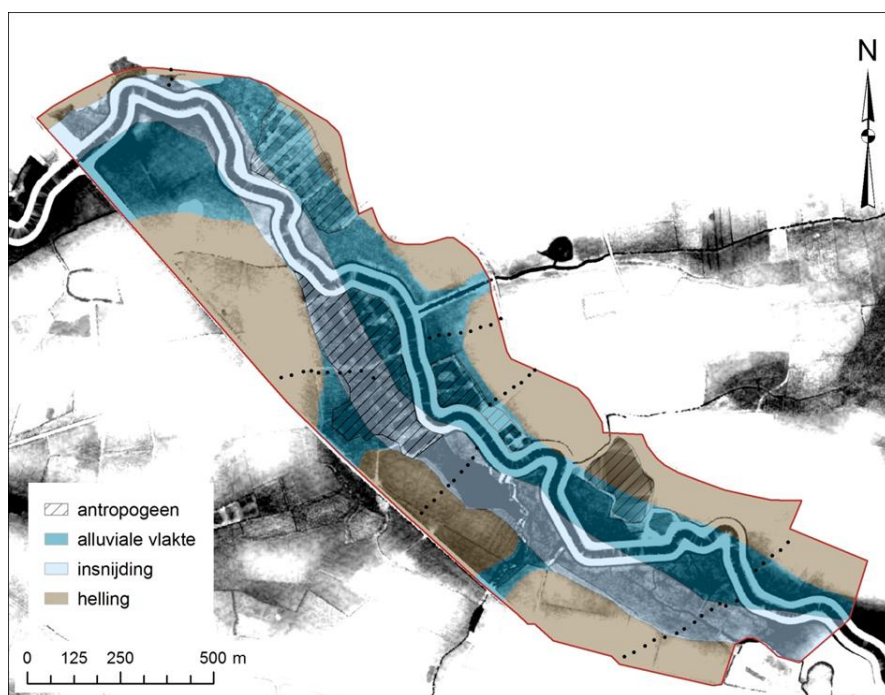 N
antropogeen
alluviale vlakte
insnijding
helling
0 125 250 500 m